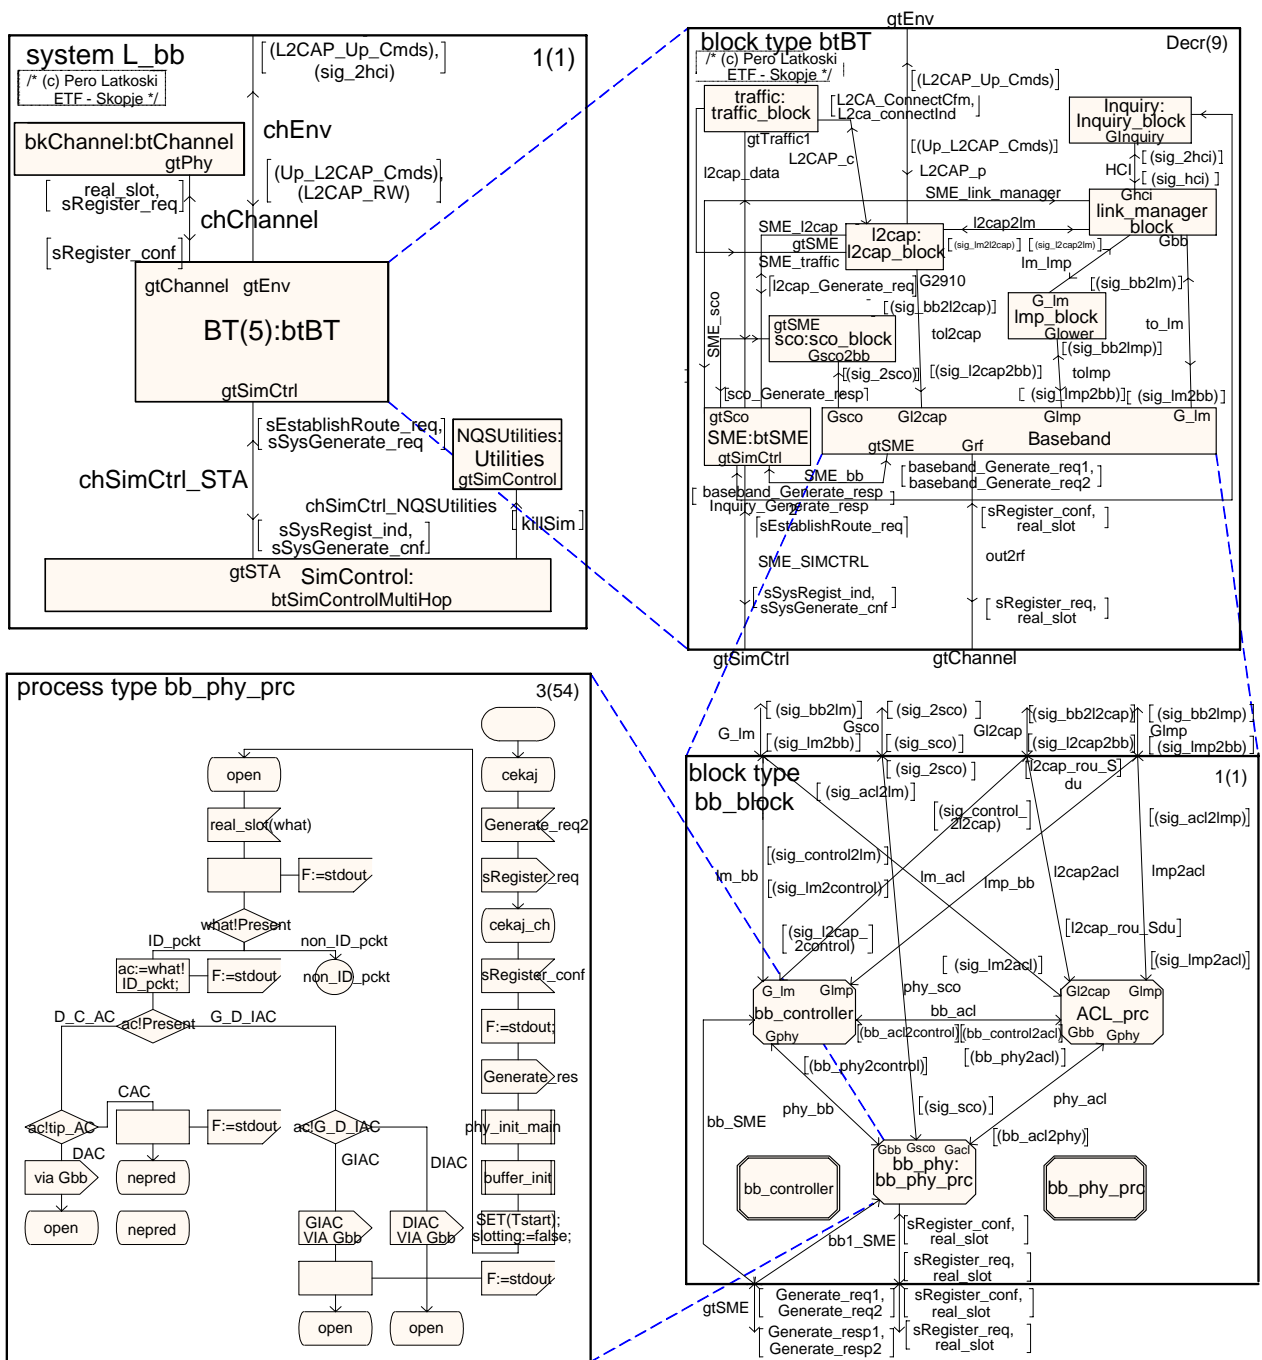 system L_bb
1(1)
/* (c) Pero Latkoski
ETF - Skopje */
(L2CAP_Up_Cmds),
(sig_2hci)
chEnv
bkChannel:btChannel
gtPhy
real_slot,
sRegister_req
(Up_L2CAP_Cmds),
(L2CAP_RW)
chChannel
sRegister_conf
gtChannel gtEnv
BT(5):btBT
gtSimCtrl
sEstablishRoute_req,
sSysGenerate_req
NQSUtilities:
Utilities
gtSimControl
chSimCtrl_STA
chSimCtrl_NQSUtilities
killSim
sSysRegist_ind,
sSysGenerate_cnf
gtSTA
SimControl:
btSimControlMultiHop
gtEnv
block type btBT
Decr(9)
/* (c) Pero Latkoski
ETF - Skopje */
(L2CAP_Up_Cmds)
traffic:
traffic_block
gtTraffic1
L2CA_ConnectCfm,
L2ca_connectInd
Inquiry:
Inquiry_block
GInquiry
(Up_L2CAP_Cmds)
L2CAP_c
l2cap_data
L2CAP_p
HCI
(sig_2hci)
(sig_hci)
SME_link_manager
Ghci
link_manager
block
Gbb
SME_l2cap
gtSME
SME_traffic
l2cap:
l2cap_block
l2cap2lm
(sig_lm2l2cap)
(sig_l2cap2lm)
lm_lmp
l2cap_Generate_req
G2910
(sig_bb2l2cap)
(sig_bb2lm)
SME_sco
gtSME
sco:sco_block
Gsco2bb
tol2cap
G_lm
lmp_block
Glower
to_lm
(sig_bb2lmp)
(sig_2sco)
(sig_l2cap2bb)
tolmp
sco_Generate_resp
(sig_lmp2bb)
(sig_lm2bb)
gtSco
SME:btSME
gtSimCtrl
Gsco Gl2cap Glmp G_lm
Baseband
gtSME Grf
SME_bb
baseband_Generate_req1,
baseband_Generate_req2
baseband_Generate_resp
Inquiry_Generate_resp
sEstablishRoute_req
sRegister_conf,
real_slot
SME_SIMCTRL
out2rf
sSysRegist_ind,
sSysGenerate_cnf
sRegister_req,
real_slot
gtSimCtrl
gtChannel
process type bb_phy_prc
3(54)
open
cekaj
real_slot(what)
Generate_req2
F:=stdout
sRegister_req
what!Present
cekaj_ch
ID_pckt
non_ID_pckt
ac:=what!
ID_pckt;
F:=stdout
non_ID_pckt
sRegister_conf
D_C_AC
ac!Present
G_D_IAC
F:=stdout;
Generate_res
CAC
ac!tip_AC
F:=stdout
ac!G_D_IAC
phy_init_main
DAC
GIAC
DIAC
via Gbb
nepred
buffer_init
open
nepred
GIAC
VIA Gbb
DIAC
VIA Gbb
SET(Tstart);
slotting:=false;
F:=stdout
open
open
G_lm
(sig_bb2lm)
(sig_lm2bb)
Gsco
(sig_2sco)
(sig_sco)
Gl2cap
(sig_bb2l2cap)
(sig_l2cap2bb)
(sig_bb2lmp)
Glmp
(sig_lmp2bb)
block type
bb_block
1(1)
(sig_acl2lm)
(sig_2sco)
l2cap_rou_S
du
(sig_control_
2l2cap)
(sig_acl2lmp)
(sig_control2lm)
lm_bb
(sig_lm2control)
lm_acl
lmp_bb
l2cap2acl
lmp2acl
(sig_l2cap_
2control)
l2cap_rou_Sdu
(sig_lm2acl)
(sig_lmp2acl)
phy_sco
G_lm Glmp
bb_controller
Gphy
bb_acl
Gl2cap Glmp
ACL_prc
Gbb Gphy
(bb_acl2control)
(bb_control2acl)
(bb_phy2control)
(bb_phy2acl)
bb_SME
phy_bb
(sig_sco)
phy_acl
(bb_acl2phy)
Gbb Gsco Gacl
bb_phy:
bb_phy_prc
bb_controller
bb_phy_prc
bb1_SME
sRegister_conf,
real_slot
sRegister_req,
real_slot
gtSME
Generate_req1,
Generate_req2
sRegister_conf,
real_slot
Generate_resp1,
Generate_resp2
sRegister_req,
real_slot